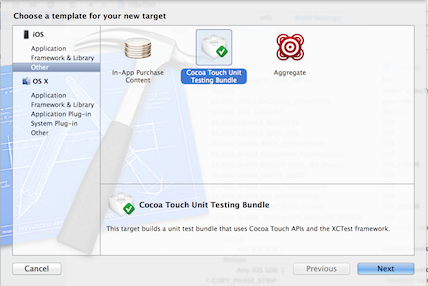 Choose a template for your new target
iOS
Application
Framework & Library
Other
OS X
Application
Framework & Library
Application Plug-in
System Plug-in
Other
In-App Purchase
Content
Cocoa Touch Unit
Testing Bundle
Aggregate
Cocoa Touch Unit Testing Bundle
This target builds a unit test bundle that uses Cocoa Touch APIs and the XCTest framework.
Cancel
Previous
Next